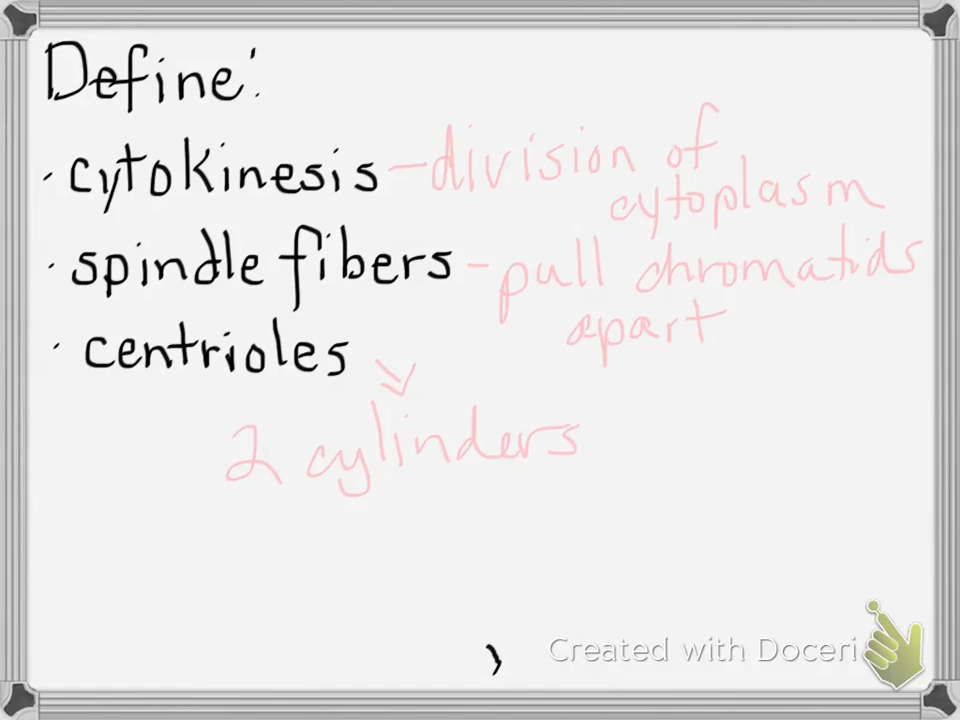 Define:
· cytokinesis - division of
cytoplasm
· spindle fibers - pull chromatids
apart
· centrioles
2 cylinders
Created with Doceri